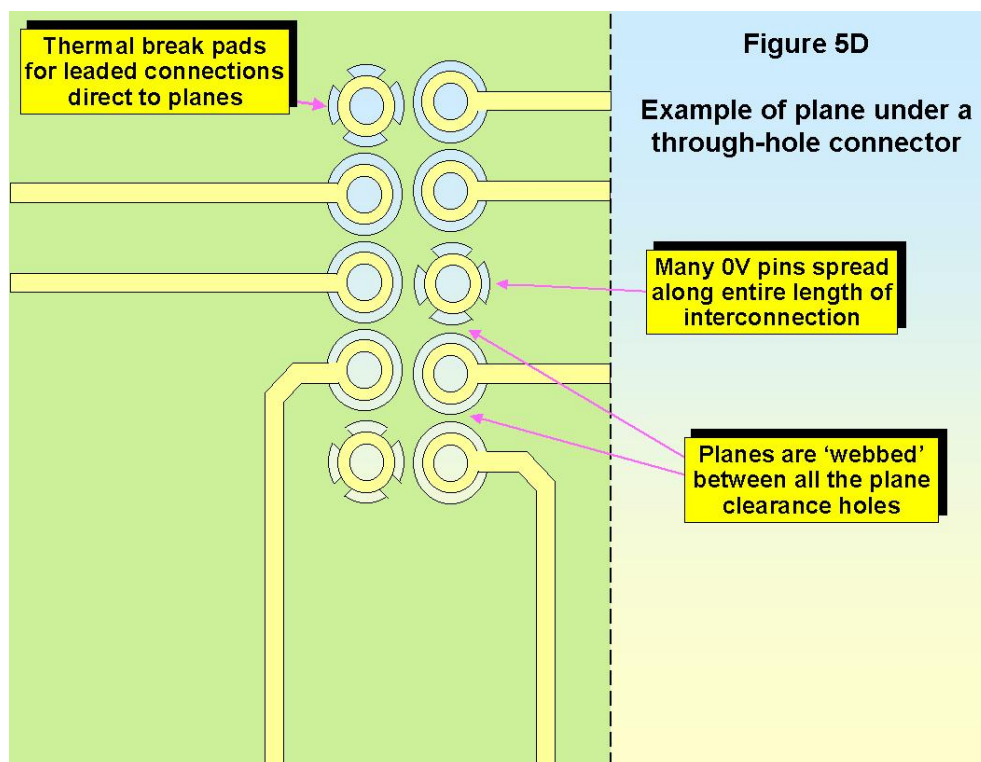 Thermal break pads
for leaded connections
direct to planes
Figure 5D
Example of plane under a
through-hole connector
Many 0V pins spread
along entire length of
interconnection
Planes are ‘webbed’
between all the plane
clearance holes